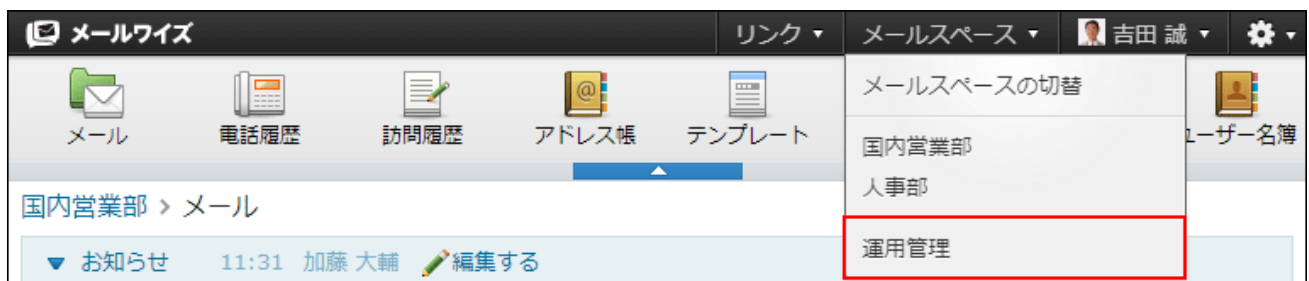 メールワイズ リンク ▼ メールスペース ▼ 吉田 誠 ▼ ▼
メール 電話履歴 訪問履歴 アドレス帳 テンプレート ーザー名簿
メールスペースの切替
国内営業部
人事部
運用管理
国内営業部 > メール
▼ お知らせ 11:31 加藤 大輔 編集する